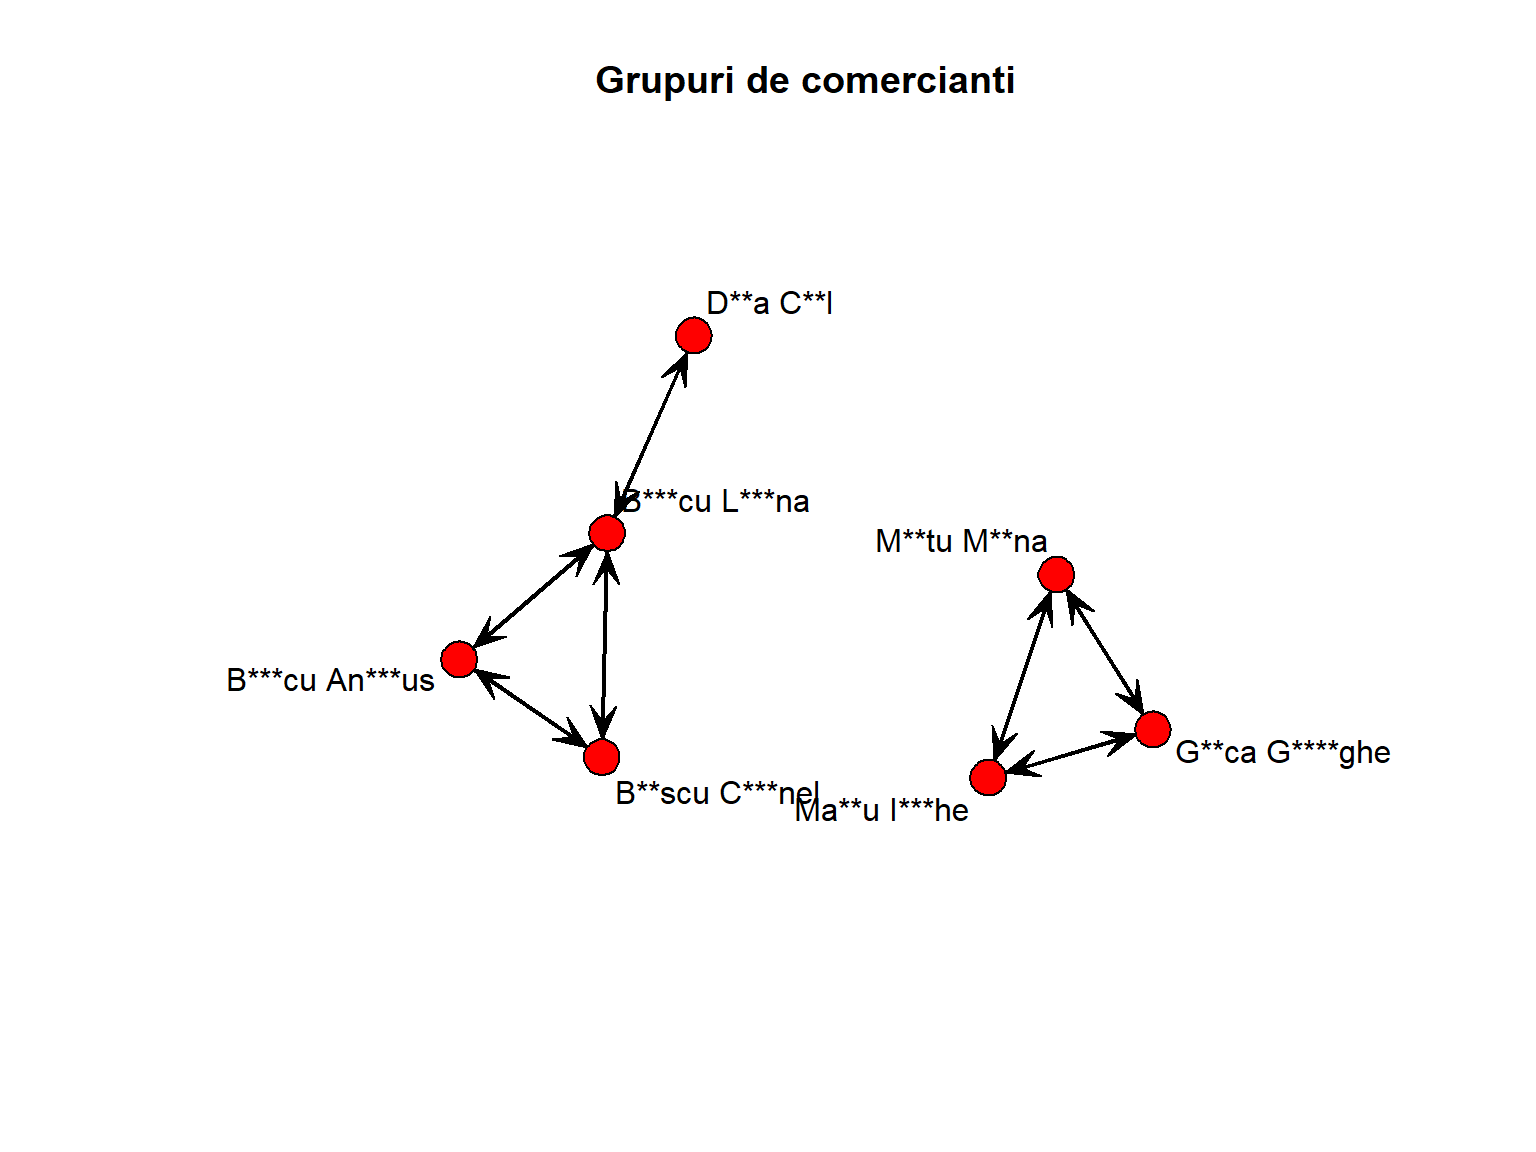 Grupuri de comercianti
D**a C**l
B***cu L***na
M**tu M**na
B***cu An***us
G**ca G****ghe
B**scu C***nel
Ma**u I***he